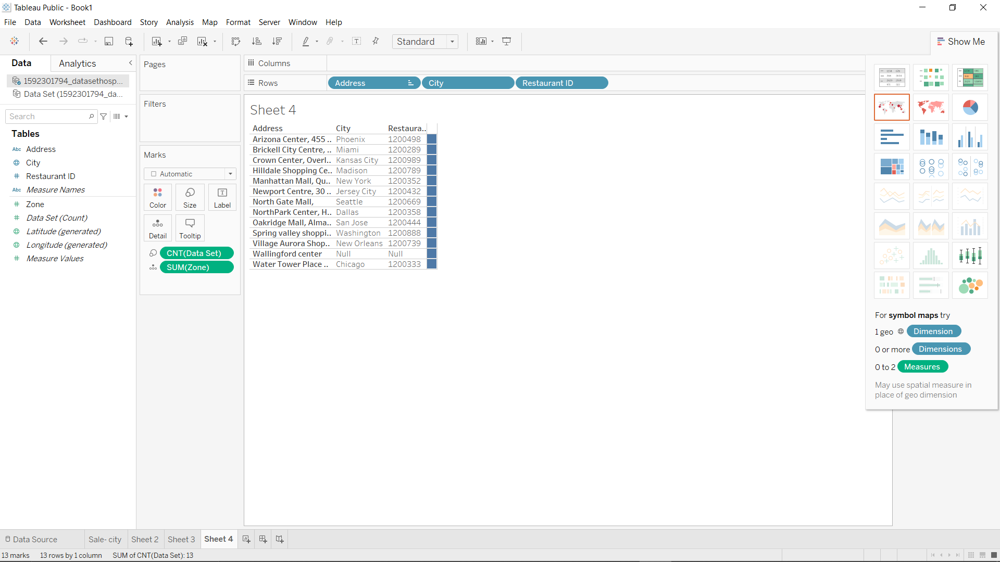 Tableau Public - Book1
File Data Worksheet Dashboard Story Analysis Map Format Server Window Help
Standard
Show Me
Data Analytics
1592301794_datasethosp...
Data Set (1592301794_da...
Search
Tables
Abc Address
City
Restaurant ID
Abc Measure Names
Zone
Data Set (Count)
Latitude (generated)
Longitude (generated)
Measure Values
Pages
Filters
Marks
Automatic
Color Size Label
Detail Tooltip
CNT(Data Set)
SUM(Zone)
Columns
Rows Address City Restaurant ID
Sheet 4
Address City Restaura..
Arizona Center, 455 .. Phoenix 1200498
Brickell City Centre, .. Miami 1200289
Crown Center, Overl.. Kansas City 1200989
Hilldale Shopping Ce.. Madison 1200789
Manhattan Mall, Qu.. New York 1200352
Newport Centre, 30 .. Jersey City 1200432
North Gate Mall, Seattle 1200669
NorthPark Center, H.. Dallas 1200358
Oakridge Mall, Alma.. San Jose 1200444
Spring valley shoppi.. Washington 1200888
Village Aurora Shop.. New Orleans 1200739
Wallingford center Null Null
Water Tower Place .. Chicago 1200333
For symbol maps try
1 geo Dimension
0 or more Dimensions
0 to 2 Measures
May use spatial measure in
place of geo dimension
Data Source Sale- city Sheet 2 Sheet 3 Sheet 4
13 marks 13 rows by 1 column SUM of CNT(Data Set): 13